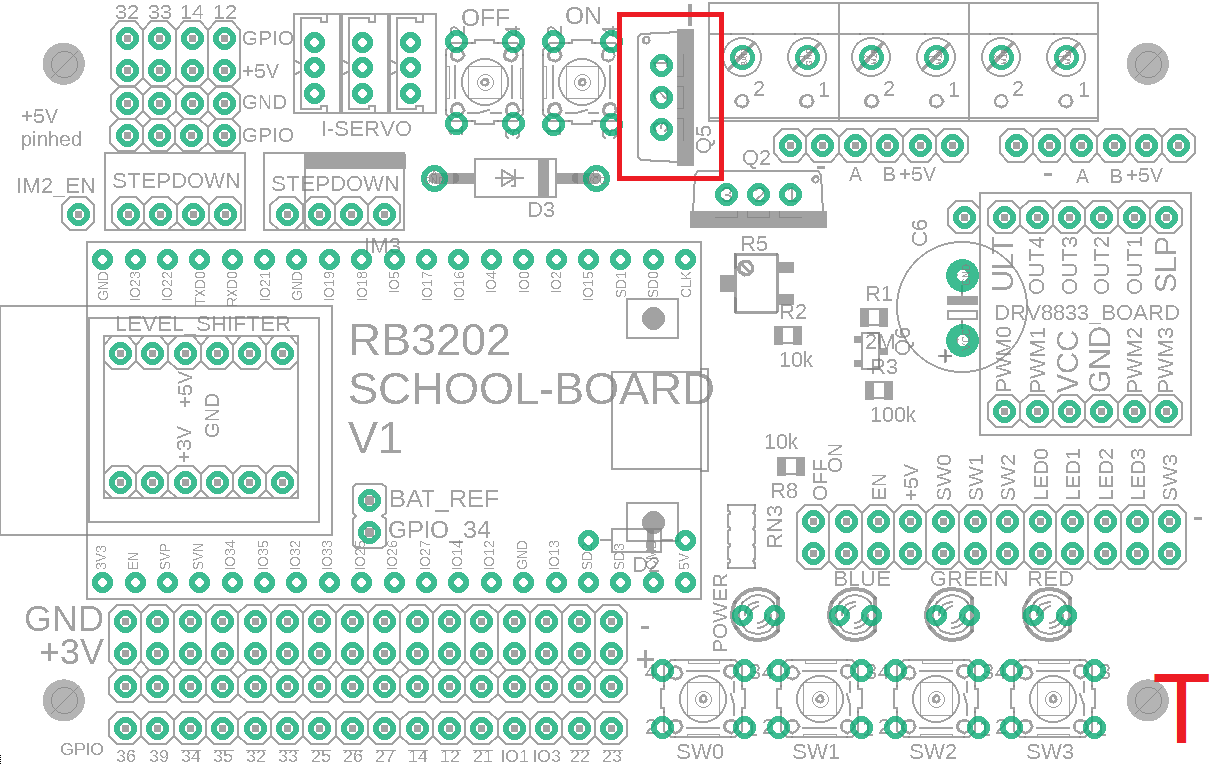 32 33 14 12
GPIO
+5V
GND
GPIO
+5V
pinhed
I-SERVO
OFF
ON
Q5
2 1 2 1 2 1
Q2
-
A B +5V
- A B +5V
IM2_EN
STEPDOWN
STEPDOWN
D3
3 2 1
IM3
GND IO23 IO22 TXD0 RXD0 IO21 GND IO19 IO18 IO5 IO17 IO16 IO4 IO0 IO2 IO15 SD1 SD0 CLK
R5
C6
ULT OUT4 OUT3 OUT2 OUT1 SLP
DRV8833_BOARD
PWM0 PWM1 VCC GND PWM2 PWM3
R1
R2
10k
2M
Q6
+
R3
100k
LEVEL_SHIFTER
+5V
GND
+3V
RB3202
SCHOOL-BOARD
V1
BAT_REF
GPIO_34
10k
R8
OFF ON EN +5V SW0 SW1 SW2 LED0 LED1 LED2 LED3 SW3
-
RN3
3V3 EN SVP SVN IO34 IO35 IO32 IO33 IO25 IO26 IO27 IO14 IO12 GND IO13 SD3 5V
BLUE GREEN RED
POWER
GND
+3V
-
+
GPIO
36 39 34 35 32 33 25 26 27 14 12 21 IO1 IO3 22 23
SW0 SW1 SW2 SW3
T